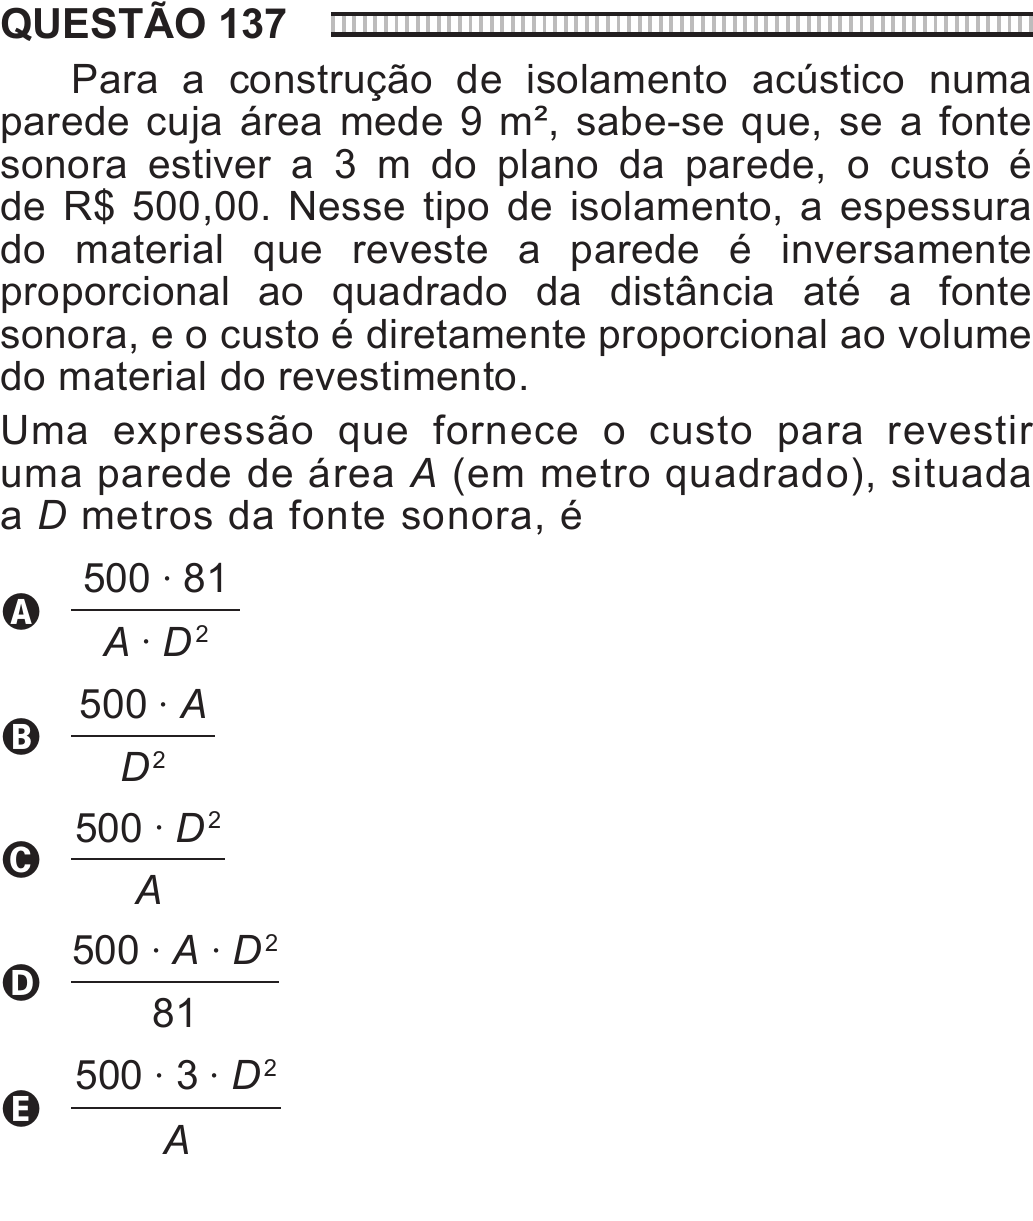 QUESTÃO 137
Para a construção de isolamento acústico numa
parede cuja área mede 9 m², sabe-se que, se a fonte
sonora estiver a 3 m do plano da parede, o custo é
de R$ 500,00. Nesse tipo de isolamento, a espessura
do material que reveste a parede é inversamente
proporcional ao quadrado da distância até a fonte
sonora, e o custo é diretamente proporcional ao volume
do material do revestimento.
Uma expressão que fornece o custo para revestir
uma parede de área A (em metro quadrado), situada
a D metros da fonte sonora, é
500 · 81
A
A · D²
500 · A
B
D²
500 · D²
C
A
500 · A · D²
D
81
500 · 3 · D²
E
A